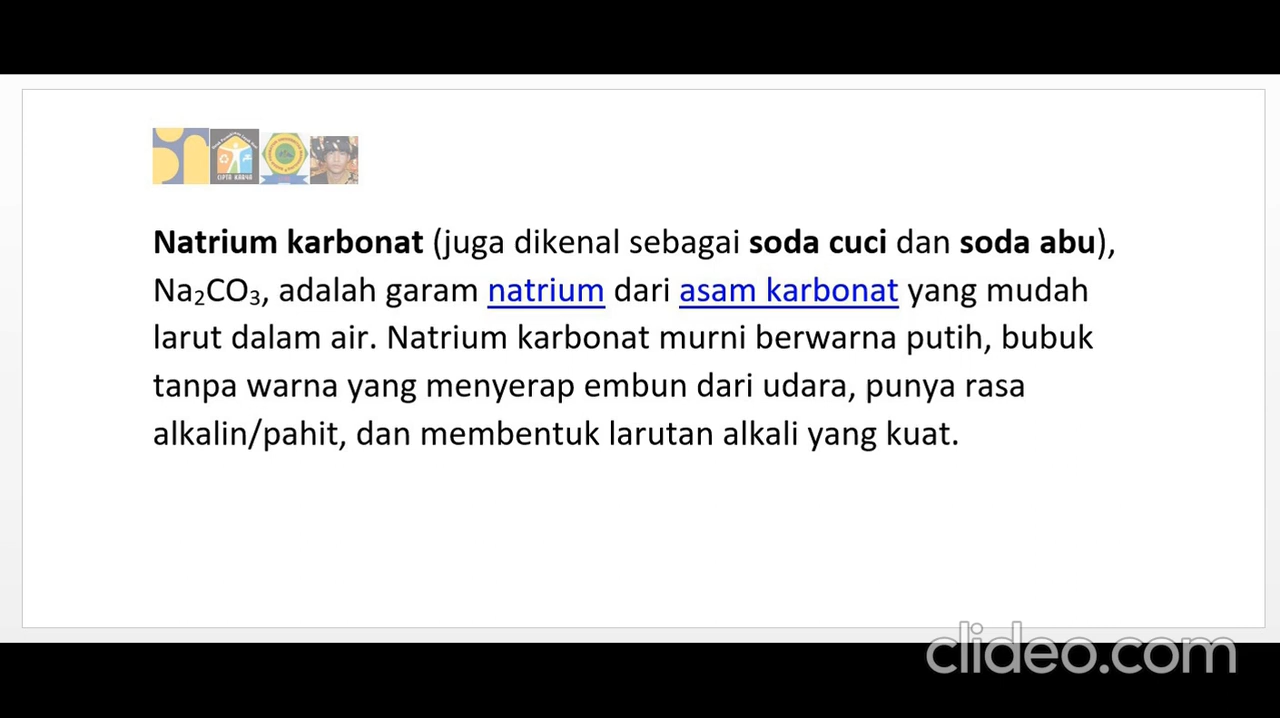 CIPTA KARYA
Natrium karbonat (juga dikenal sebagai soda cuci dan soda abu),
Na₂CO₃, adalah garam natrium dari asam karbonat yang mudah
larut dalam air. Natrium karbonat murni berwarna putih, bubuk
tanpa warna yang menyerap embun dari udara, punya rasa
alkalin/pahit, dan membentuk larutan alkali yang kuat.
clideo.com